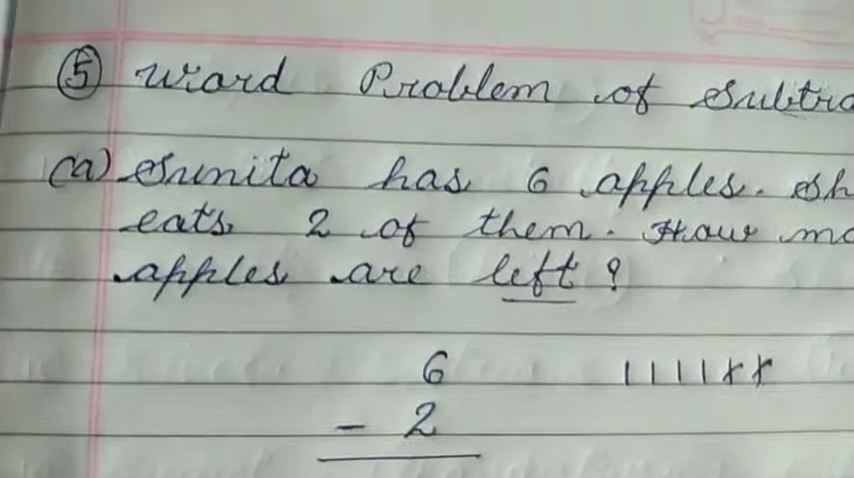 ⑤ Word Problem of Subtra
(a) Sunita has 6 apples. Sh
eats 2 of them. How ma
apples are left ?
6
- 2